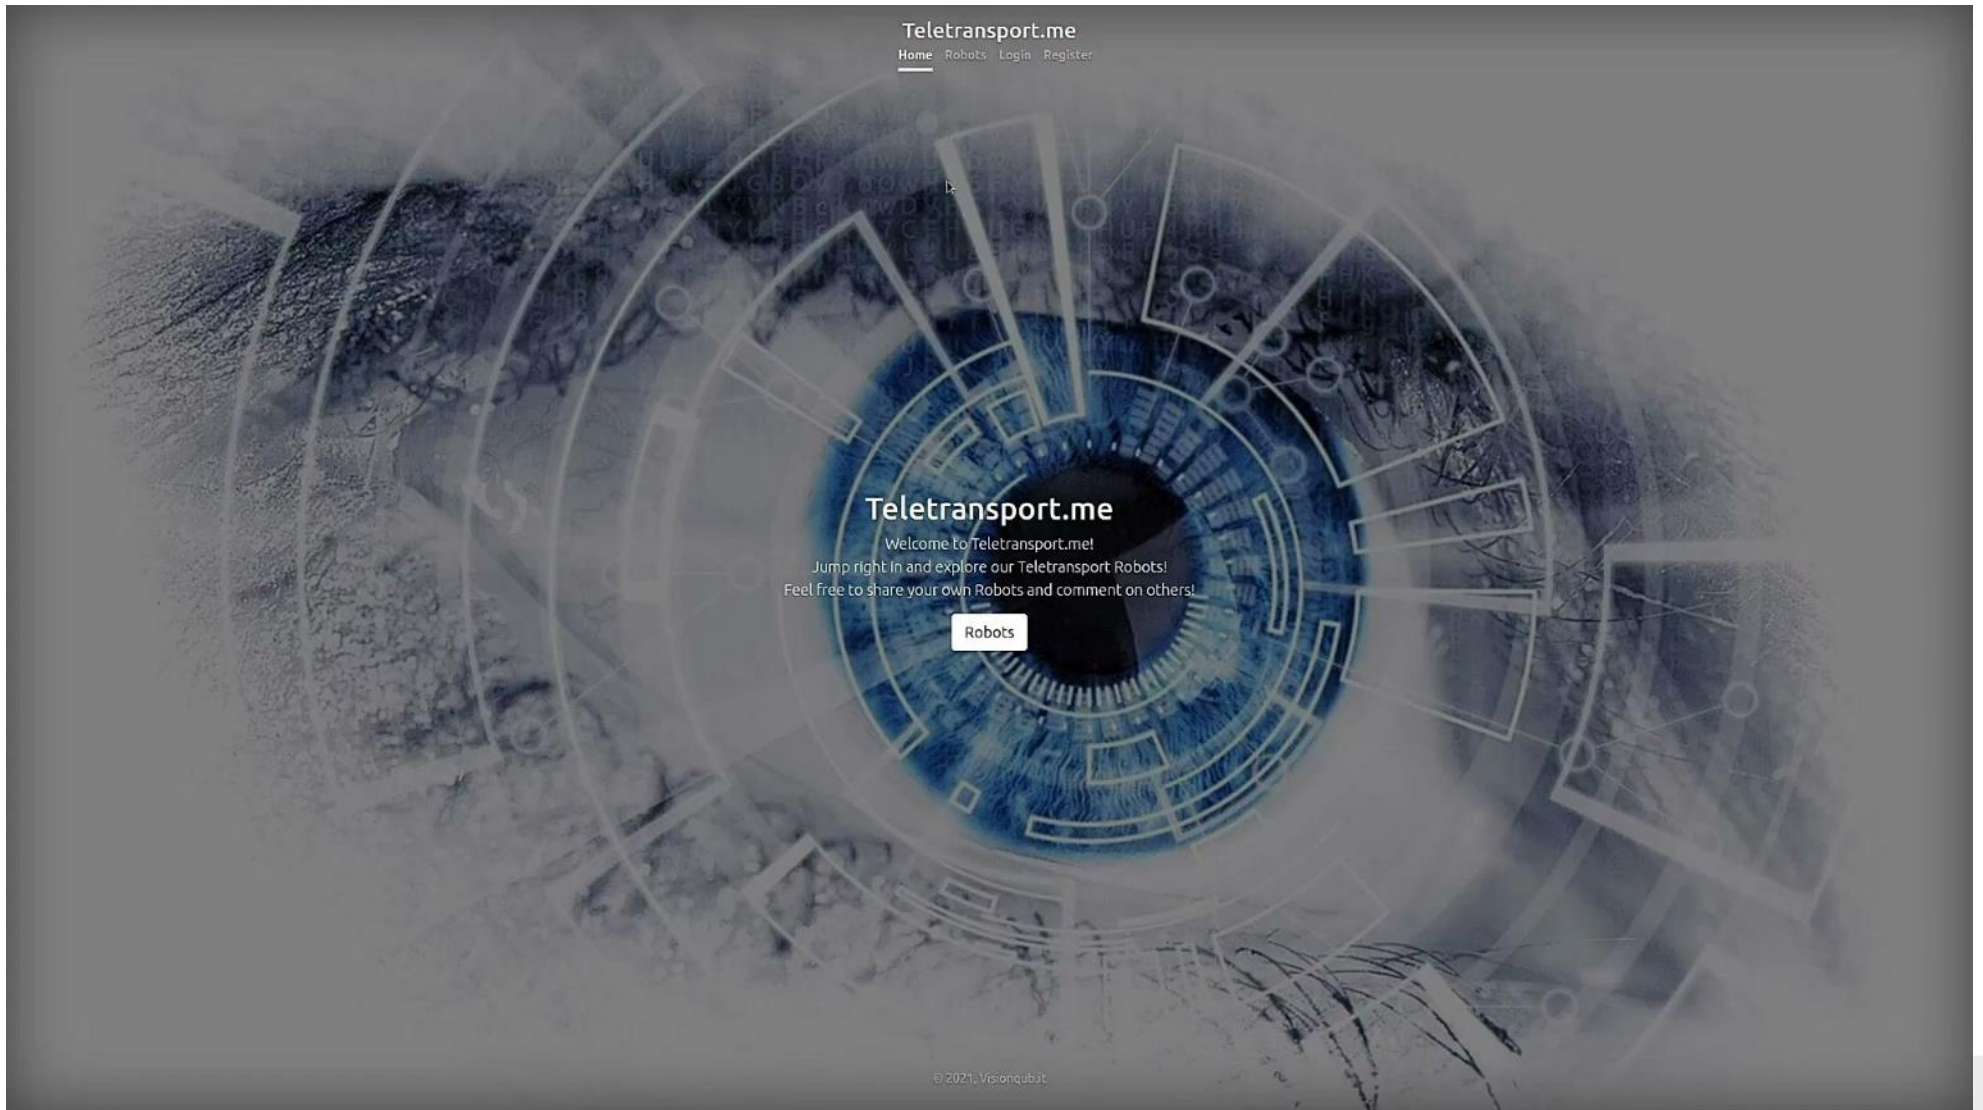 Teletransport.me
Home Robots Login Register
Teletransport.me
Welcome to Teletransport.me!
Jump right in and explore our Teletransport Robots!
Feel free to share your own Robots and comment on others!
Robots
© 2021, Visionqub.it